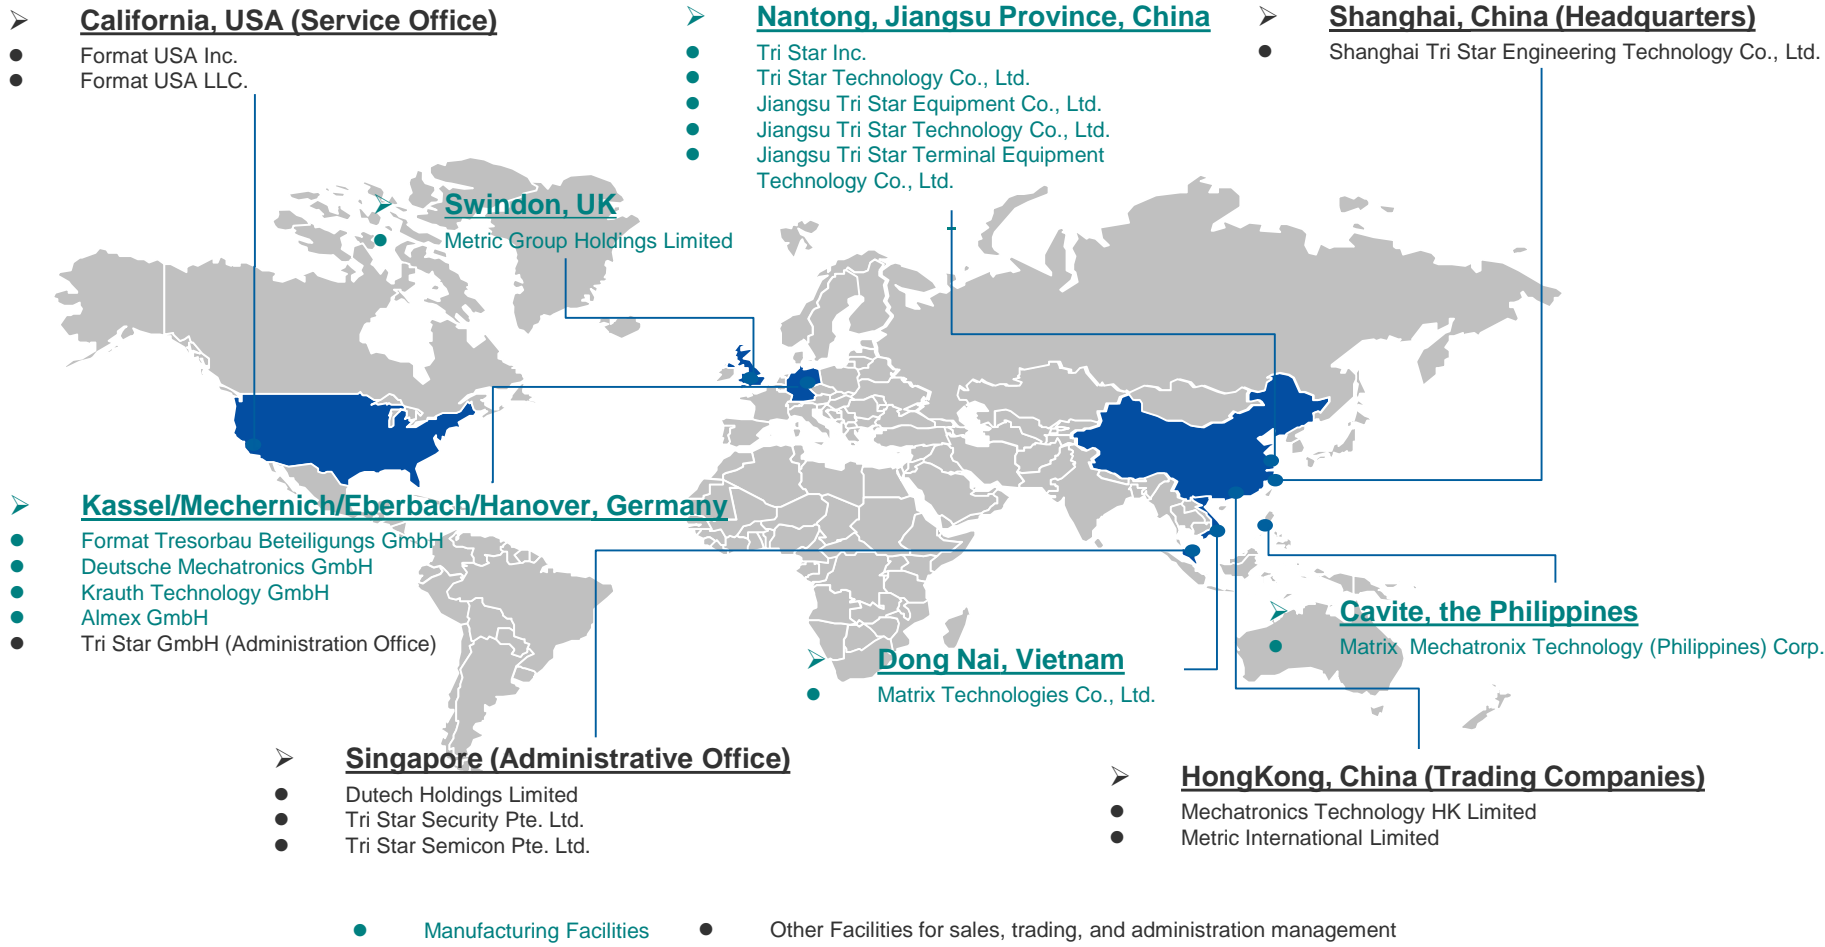 California, USA (Service Office)
Format USA Inc.
Format USA LLC.
Nantong, Jiangsu Province, China
Tri Star Inc.
Tri Star Technology Co., Ltd.
Jiangsu Tri Star Equipment Co., Ltd.
Jiangsu Tri Star Technology Co., Ltd.
Jiangsu Tri Star Terminal Equipment
Technology Co., Ltd.
Shanghai, China (Headquarters)
Shanghai Tri Star Engineering Technology Co., Ltd.
Swindon, UK
Metric Group Holdings Limited
Kassel/Mechernich/Eberbach/Hanover, Germany
Format Tresorbau Beteiligungs GmbH
Deutsche Mechatronics GmbH
Krauth Technology GmbH
Almex GmbH
Tri Star GmbH (Administration Office)
Cavite, the Philippines
Matrix Mechatronix Technology (Philippines) Corp.
Dong Nai, Vietnam
Matrix Technologies Co., Ltd.
Singapore (Administrative Office)
Dutech Holdings Limited
Tri Star Security Pte. Ltd.
Tri Star Semicon Pte. Ltd.
HongKong, China (Trading Companies)
Mechatronics Technology HK Limited
Metric International Limited
Manufacturing Facilities
Other Facilities for sales, trading, and administration management